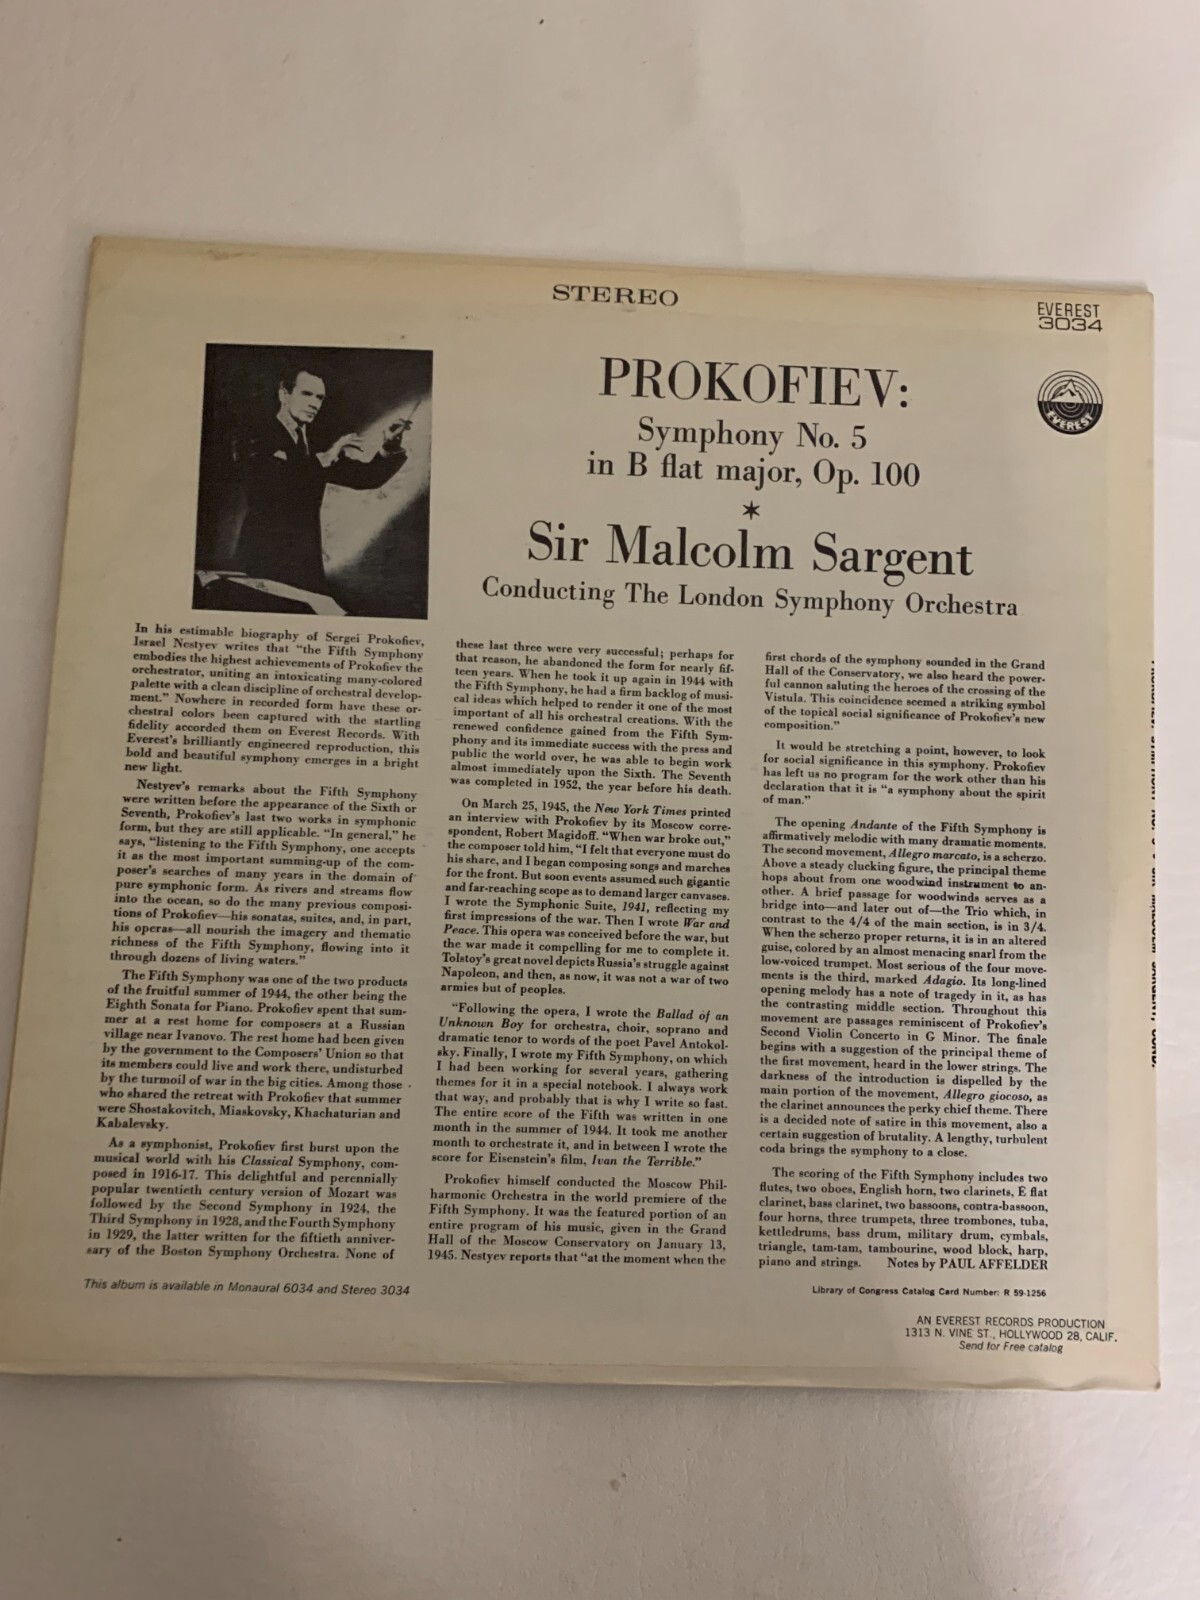 STEREO
EVEREST
3034
EVEREST
PROKOFIEV:
Symphony No. 5
in B flat major, Op. 100
*
Sir Malcolm Sargent
Conducting The London Symphony Orchestra
In his estimable biography of Sergei Prokofiev,
Israel Nestyev writes that "the Fifth Symphony
embodies the highest achievements of Prokofiev the
orchestrator, uniting an intoxicating many-colored
palette with a clean discipline of orchestral develop-
ment." Nowhere in recorded form have these or-
chestral colors been captured with the startling
fidelity accorded them on Everest Records. With
Everest's brilliantly engineered reproduction, this
bold and beautiful symphony emerges in a bright
new light.
Nestyev's remarks about the Fifth Symphony
were written before the appearance of the Sixth or
Seventh, Prokofiev's last two works in symphonic
form, but they are still applicable. "In general," he
says, "listening to the Fifth Symphony, one accepts
it as the most important summing-up of the com-
poser's searches of many years in the domain of
pure symphonic form. As rivers and streams flow
into the ocean, so do the many previous composi-
tions of Prokofiev—his sonatas, suites, and, in part,
his operas—all nourish the imagery and thematic
richness of the Fifth Symphony, flowing into it
through dozens of living waters."
The Fifth Symphony was one of the two products
of the fruitful summer of 1944, the other being the
Eighth Sonata for Piano. Prokofiev spent that sum-
mer at a rest home for composers at a Russian
village near Ivanovo. The rest home had been given
by the government to the Composers' Union so that
its members could live and work there, undisturbed
by the turmoil of war in the big cities. Among those
who shared the retreat with Prokofiev that summer
were Shostakovitch, Miaskovsky, Khachaturian and
Kabalevsky.
As a symphonist, Prokofiev first burst upon the
musical world with his Classical Symphony, com-
posed in 1916-17. This delightful and perennially
popular twentieth century version of Mozart was
followed by the Second Symphony in 1924, the
Third Symphony in 1928, and the Fourth Symphony
in 1929, the latter written for the fiftieth anniver-
sary of the Boston Symphony Orchestra. None of
these last three were very successful; perhaps for
that reason, he abandoned the form for nearly fif-
teen years. When he took it up again in 1944 with
the Fifth Symphony, he had a firm backlog of musi-
cal ideas which helped to render it one of the most
important of all his orchestral creations. With the
renewed confidence gained from the Fifth Sym-
phony and its immediate success with the press and
public the world over, he was able to begin work
almost immediately upon the Sixth. The Seventh
was completed in 1952, the year before his death.
On March 25, 1945, the New York Times printed
an interview with Prokofiev by its Moscow corre-
spondent, Robert Magidoff. "When war broke out,"
the composer told him, "I felt that everyone must do
his share, and I began composing songs and marches
for the front. But soon events assumed such gigantic
and far-reaching scope as to demand larger canvases.
I wrote the Symphonic Suite, 1941, reflecting my
first impressions of the war. Then I wrote War and
Peace. This opera was conceived before the war, but
the war made it compelling for me to complete it.
Tolstoy's great novel depicts Russia's struggle against
Napoleon, and then, as now, it was not a war of two
armies but of peoples.
"Following the opera, I wrote the Ballad of an
Unknown Boy for orchestra, choir, soprano and
dramatic tenor to words of the poet Pavel Antokol-
sky. Finally, I wrote my Fifth Symphony, on which
I had been working for several years, gathering
themes for it in a special notebook. I always work
that way, and probably that is why I write so fast.
The entire score of the Fifth was written in one
month in the summer of 1944. It took me another
month to orchestrate it, and in between I wrote the
score for Eisenstein's film, Ivan the Terrible."
Prokofiev himself conducted the Moscow Phil-
harmonic Orchestra in the world premiere of the
Fifth Symphony. It was the featured portion of an
entire program of his music, given in the Grand
Hall of the Moscow Conservatory on January 13,
1945. Nestyev reports that "at the moment when the
first chords of the symphony sounded in the Grand
Hall of the Conservatory, we also heard the power-
ful cannon saluting the heroes of the crossing of the
Vistula. This coincidence seemed a striking symbol
of the topical social significance of Prokofiev's new
composition."
It would be stretching a point, however, to look
for social significance in this symphony. Prokofiev
has left us no program for the work other than his
declaration that it is "a symphony about the spirit
of man."
The opening Andante of the Fifth Symphony is
affirmatively melodic with many dramatic moments.
The second movement, Allegro marcato, is a scherzo.
Above a steady clucking figure, the principal theme
hops about from one woodwind instrument to an-
other. A brief passage for woodwinds serves as a
bridge into—and later out of—the Trio which, in
contrast to the 4/4 of the main section, is in 3/4.
When the scherzo proper returns, it is in an altered
guise, colored by an almost menacing snarl from the
low-voiced trumpet. Most serious of the four move-
ments is the third, marked Adagio. Its long-lined
opening melody has a note of tragedy in it, as has
the contrasting middle section. Throughout this
movement are passages reminiscent of Prokofiev's
Second Violin Concerto in G Minor. The finale
begins with a suggestion of the principal theme of
the first movement, heard in the lower strings. The
darkness of the introduction is dispelled by the
main portion of the movement, Allegro giocoso, as
the clarinet announces the perky chief theme. There
is a decided note of satire in this movement, also a
certain suggestion of brutality. A lengthy, turbulent
coda brings the symphony to a close.
The scoring of the Fifth Symphony includes two
flutes, two oboes, English horn, two clarinets, E flat
clarinet, bass clarinet, two bassoons, contra-bassoon,
four horns, three trumpets, three trombones, tuba,
kettledrums, bass drum, military drum, cymbals,
triangle, tam-tam, tambourine, wood block, harp,
piano and strings. Notes by PAUL AFFELDER
This album is available in Monaural 6034 and Stereo 3034
Library of Congress Catalog Card Number: R 59-1256
AN EVEREST RECORDS PRODUCTION
1313 N. VINE ST., HOLLYWOOD 28, CALIF.
Send for Free catalog